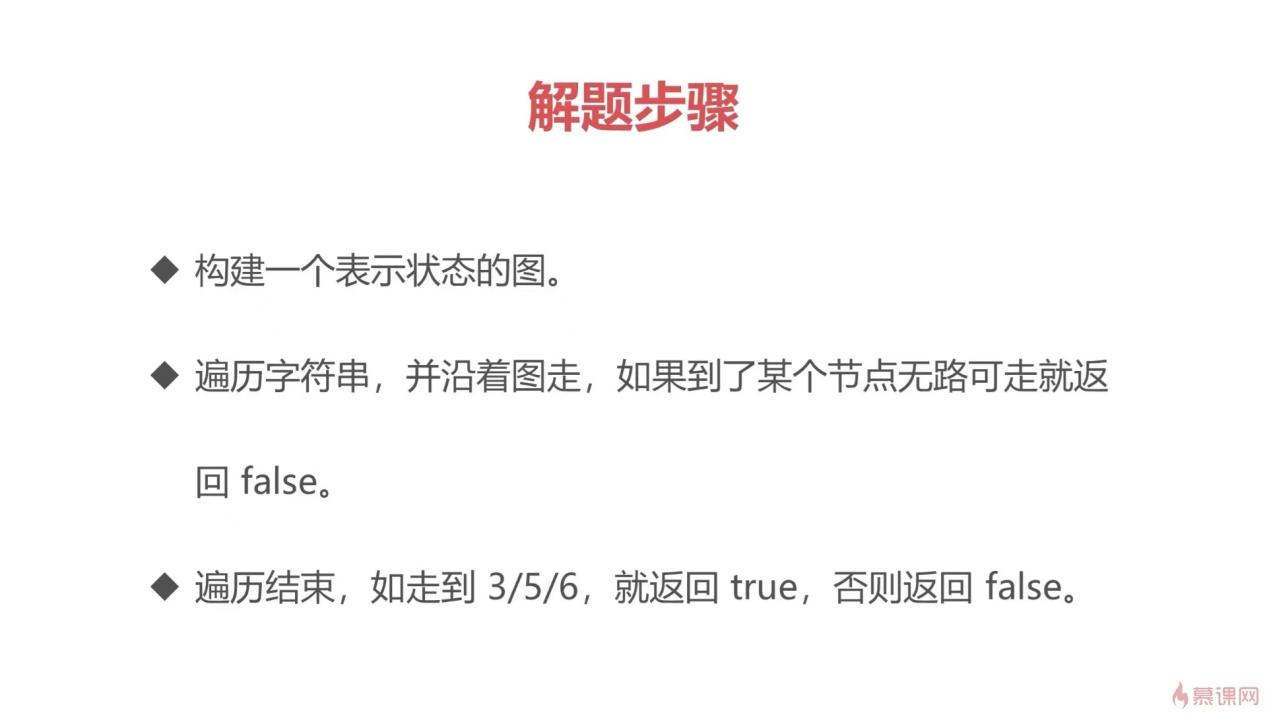 解题步骤
◆ 构建一个表示状态的图。
◆ 遍历字符串，并沿着图走，如果到了某个节点无路可走就返
回 false。
◆ 遍历结束，如走到 3/5/6，就返回 true，否则返回 false。
慕课网